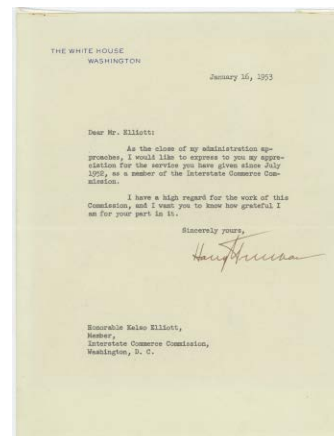 THE WHITE HOUSE
WASHINGTON
January 16, 1953
Dear Mr. Elliott:
As the close of my administration ap-
proaches, I would like to express to you my appre-
ciation for the service you have given since July
1952, as a member of the Interstate Commerce Com-
mission.
I have a high regard for the work of this
Commission, and I want you to know how grateful I
am for your part in it.
Sincerely yours,
Harry Truman
Honorable Kelso Elliott,
Member,
Interstate Commerce Commission,
Washington, D. C.